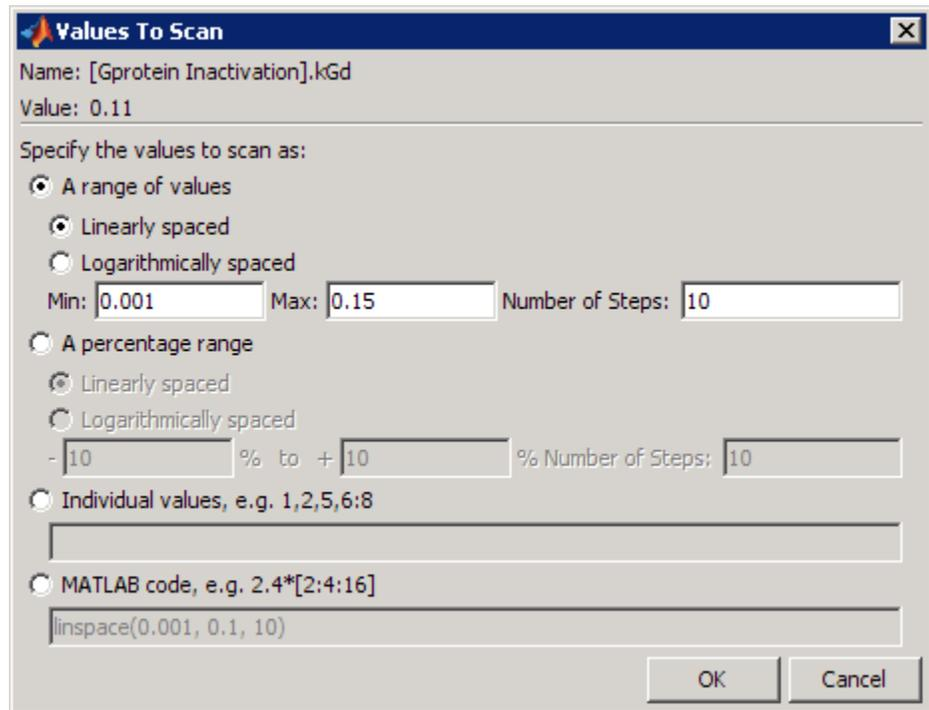 Values To Scan
Name: [Gprotein Inactivation].kGd
Value: 0.11
Specify the values to scan as:
A range of values
Linearly spaced
Logarithmically spaced
Min: 0.001 Max: 0.15 Number of Steps: 10
A percentage range
Linearly spaced
Logarithmically spaced
- 10 % to + 10 % Number of Steps: 10
Individual values, e.g. 1,2,5,6:8
MATLAB code, e.g. 2.4*[2:4:16]
linspace(0.001, 0.1, 10)
OK Cancel